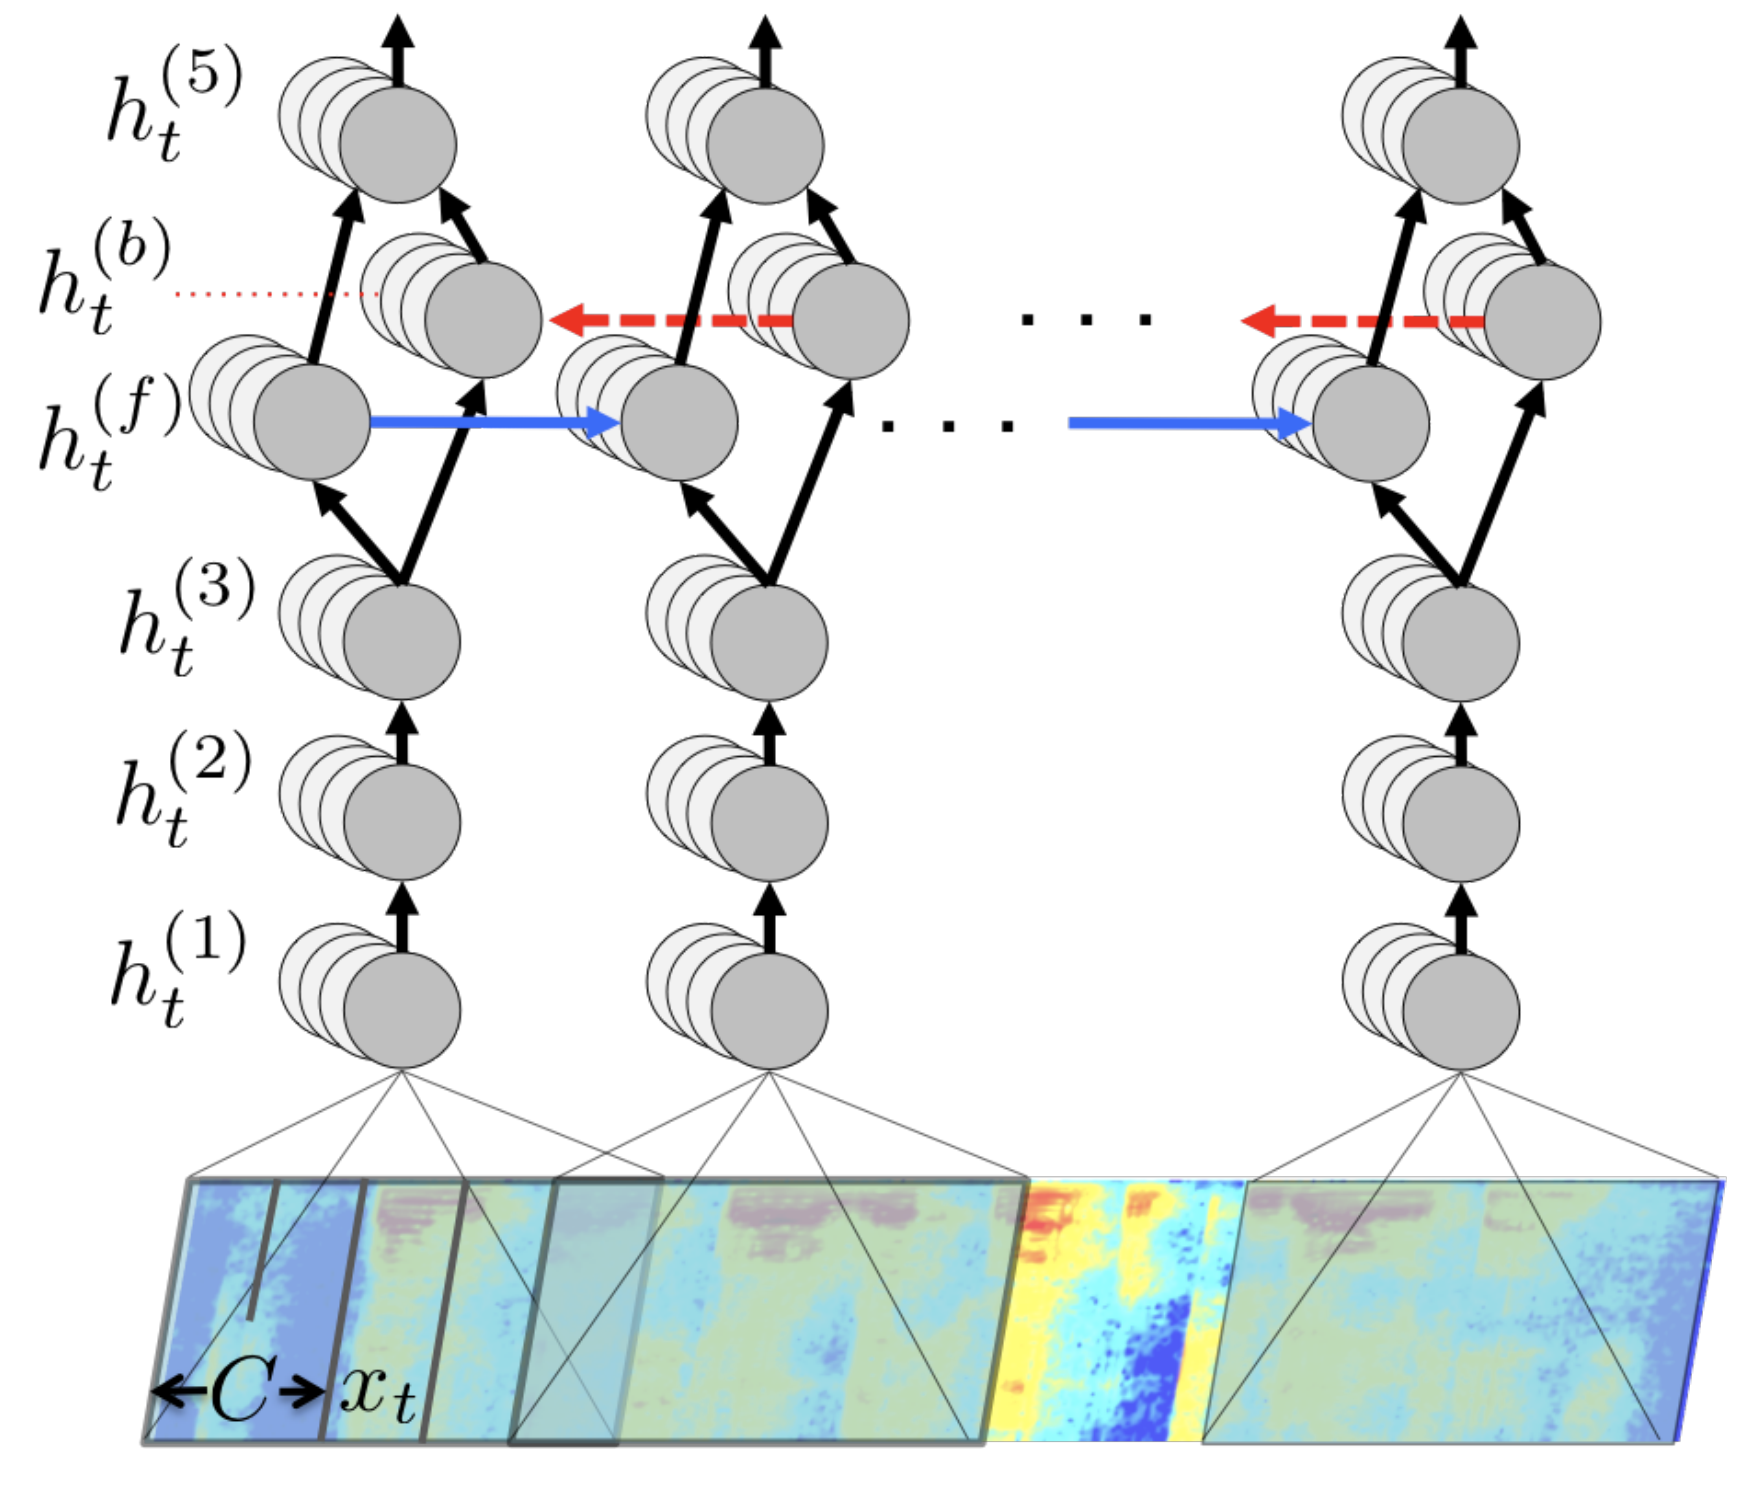 h_t^{(5)}
h_t^{(b)}
. . .
h_t^{(f)}
. . .
h_t^{(3)}
h_t^{(2)}
h_t^{(1)}
C x_t